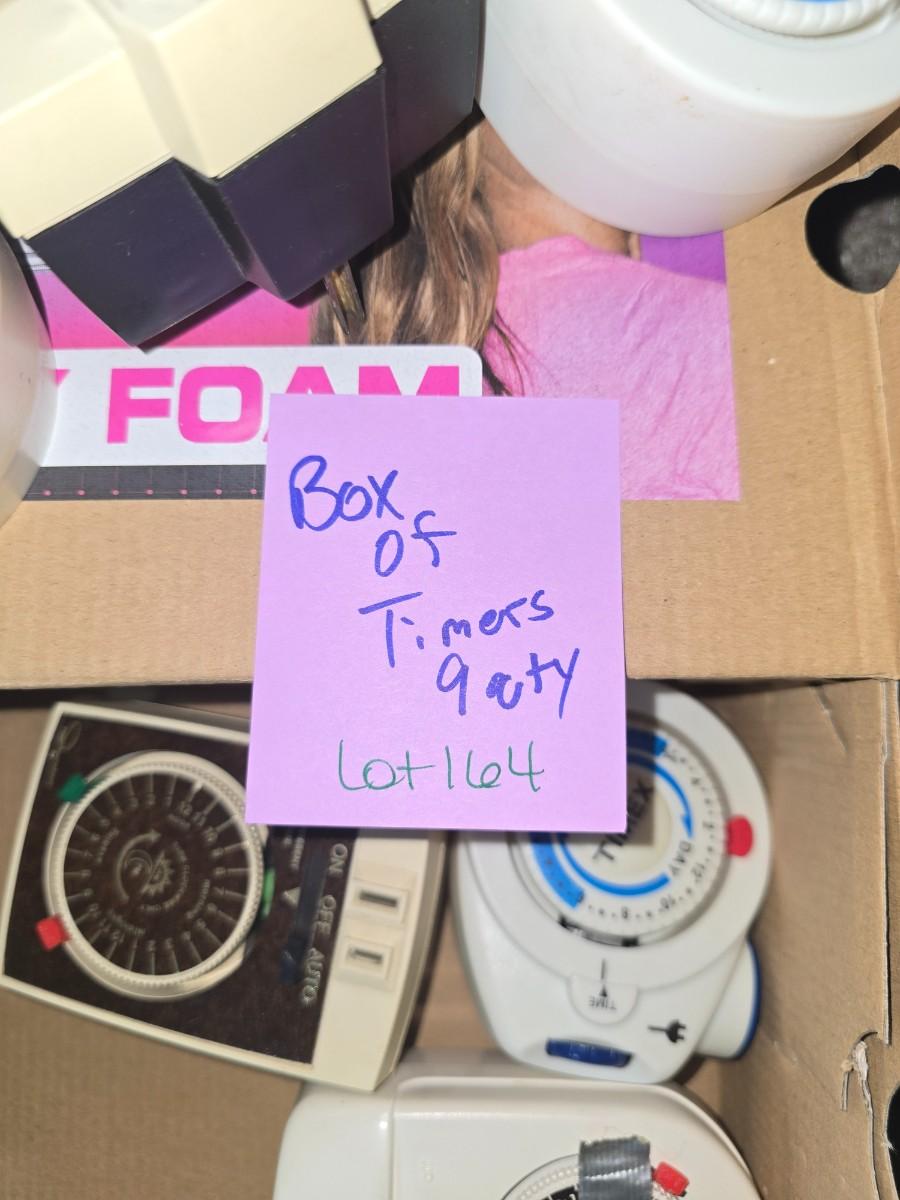 FOAM
Box
of
Timers
9 qty
Lot 164
ON OFF AUTO
TIMEX
DAY
TIME